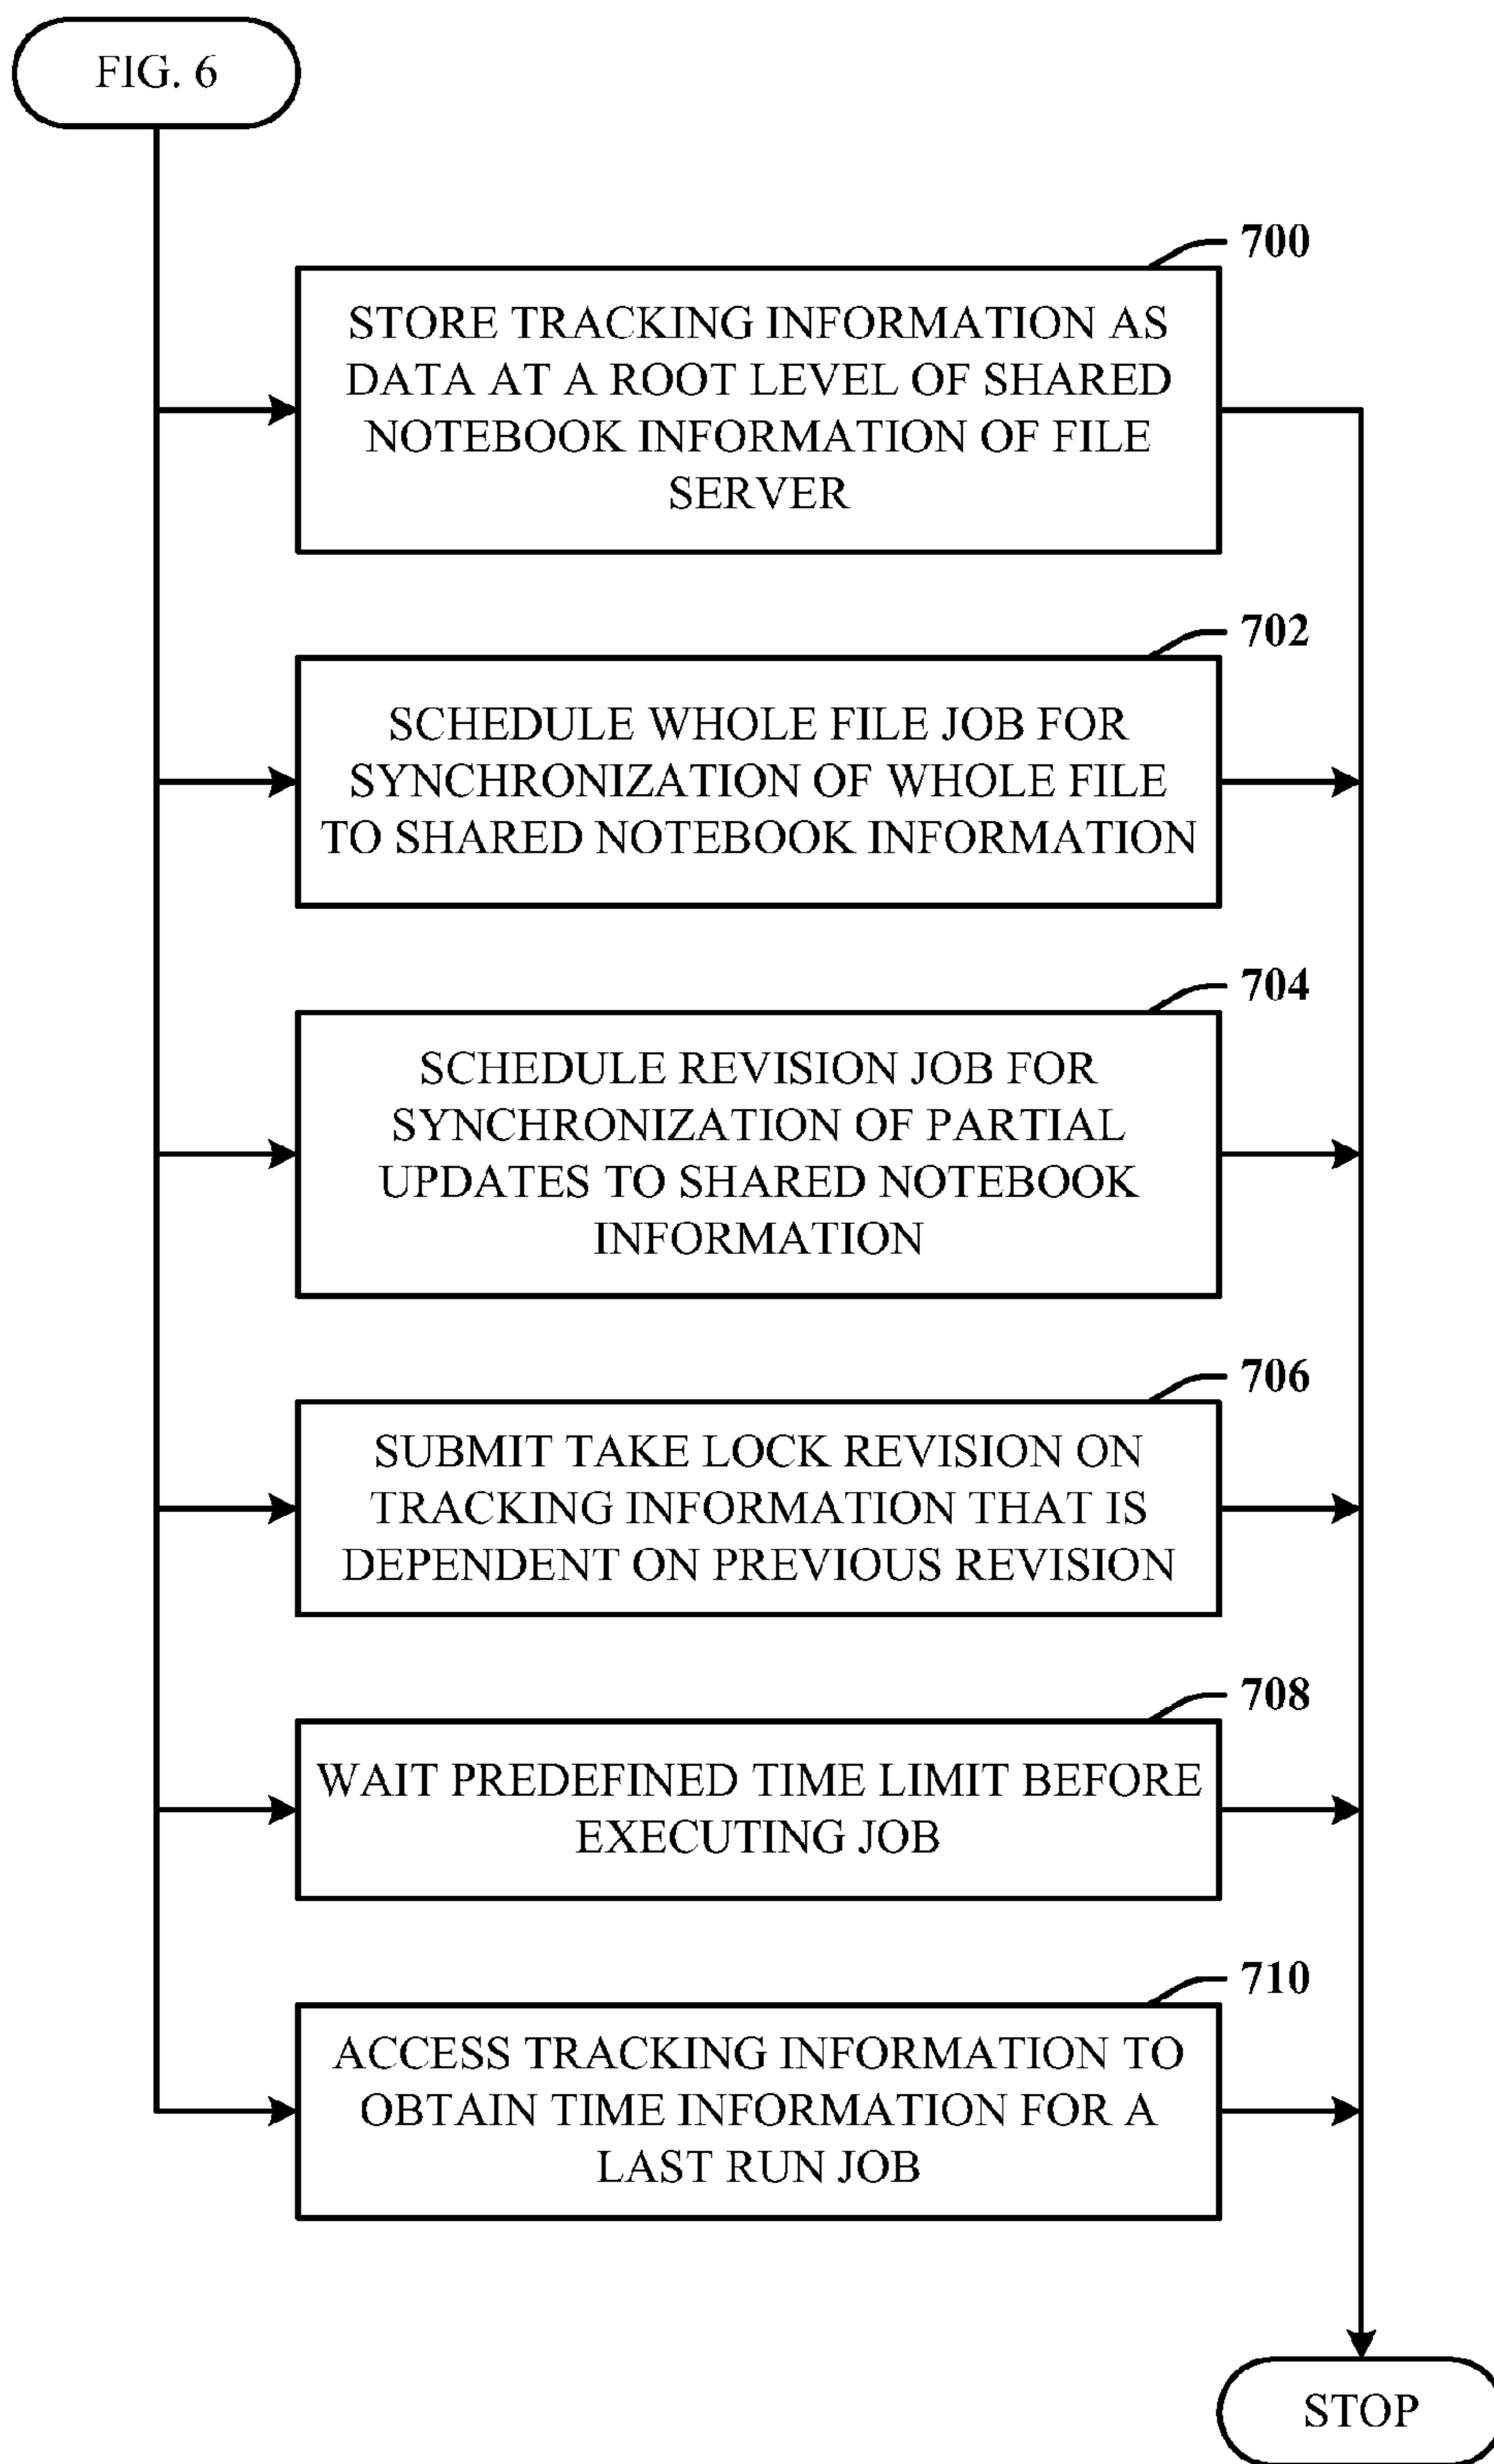 FIG. 6
700
STORE TRACKING INFORMATION AS
DATA AT A ROOT LEVEL OF SHARED
NOTEBOOK INFORMATION OF FILE
SERVER
702
SCHEDULE WHOLE FILE JOB FOR
SYNCHRONIZATION OF WHOLE FILE
TO SHARED NOTEBOOK INFORMATION
704
SCHEDULE REVISION JOB FOR
SYNCHRONIZATION OF PARTIAL
UPDATES TO SHARED NOTEBOOK
INFORMATION
706
SUBMIT TAKE LOCK REVISION ON
TRACKING INFORMATION THAT IS
DEPENDENT ON PREVIOUS REVISION
708
WAIT PREDEFINED TIME LIMIT BEFORE
EXECUTING JOB
710
ACCESS TRACKING INFORMATION TO
OBTAIN TIME INFORMATION FOR A
LAST RUN JOB
STOP